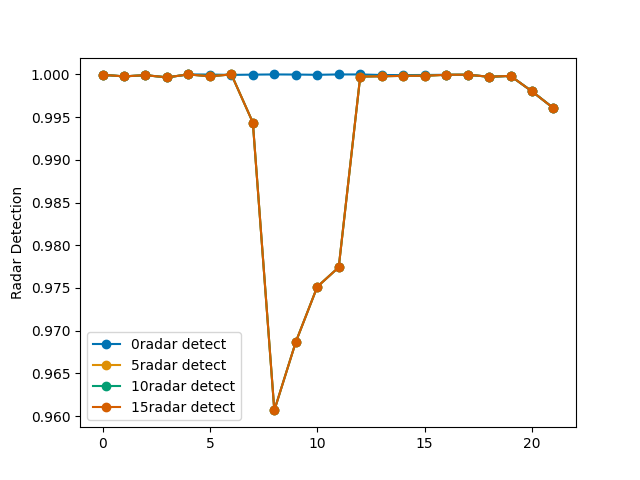 1.000
0.995
0.990
0.985
0.980
0.975
0.970
0.965
0.960
Radar Detection
0radar detect
5radar detect
10radar detect
15radar detect
0 5 10 15 20